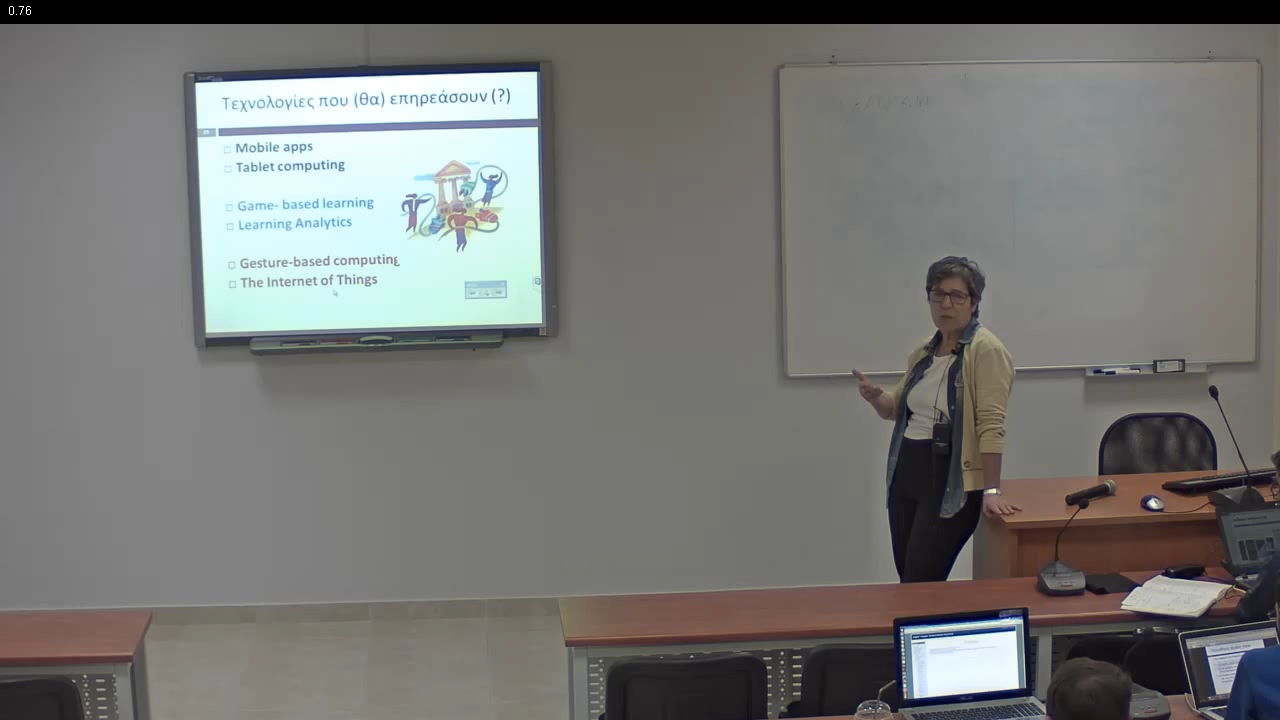 0.76
Τεχνολογίες που (θα) επηρεάσουν (?)
Mobile apps
Tablet computing
Game- based learning
Learning Analytics
Gesture-based computing
The Internet of Things